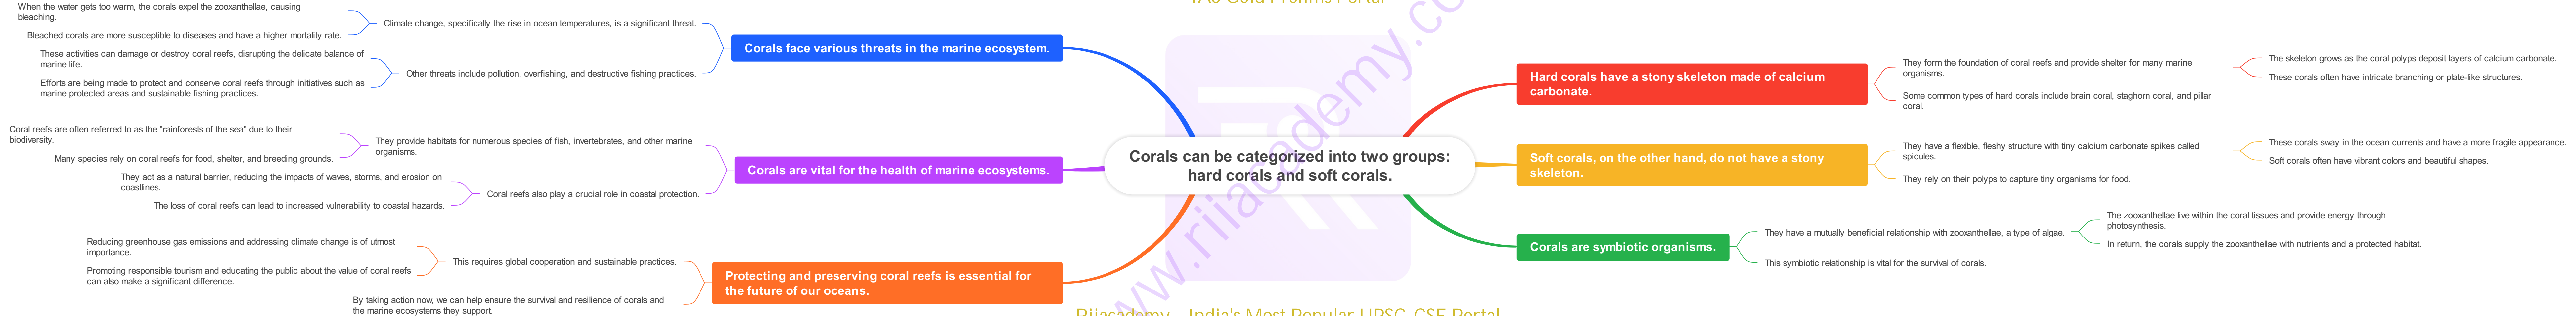 IAS Gold Prelims Portal
Corals can be categorized into two groups:
hard corals and soft corals.
Hard corals have a stony skeleton made of calcium
carbonate.
They form the foundation of coral reefs and provide shelter for many marine
organisms.
The skeleton grows as the coral polyps deposit layers of calcium carbonate.
These corals often have intricate branching or plate-like structures.
Some common types of hard corals include brain coral, staghorn coral, and pillar
coral.
Soft corals, on the other hand, do not have a stony
skeleton.
They have a flexible, fleshy structure with tiny calcium carbonate spikes called
spicules.
These corals sway in the ocean currents and have a more fragile appearance.
Soft corals often have vibrant colors and beautiful shapes.
They rely on their polyps to capture tiny organisms for food.
Corals are symbiotic organisms.
They have a mutually beneficial relationship with zooxanthellae, a type of algae.
The zooxanthellae live within the coral tissues and provide energy through
photosynthesis.
In return, the corals supply the zooxanthellae with nutrients and a protected habitat.
This symbiotic relationship is vital for the survival of corals.
Corals face various threats in the marine ecosystem.
Climate change, specifically the rise in ocean temperatures, is a significant threat.
When the water gets too warm, the corals expel the zooxanthellae, causing
bleaching.
Bleached corals are more susceptible to diseases and have a higher mortality rate.
Other threats include pollution, overfishing, and destructive fishing practices.
These activities can damage or destroy coral reefs, disrupting the delicate balance of
marine life.
Efforts are being made to protect and conserve coral reefs through initiatives such as
marine protected areas and sustainable fishing practices.
Corals are vital for the health of marine ecosystems.
They provide habitats for numerous species of fish, invertebrates, and other marine
organisms.
Coral reefs are often referred to as the "rainforests of the sea" due to their
biodiversity.
Many species rely on coral reefs for food, shelter, and breeding grounds.
Coral reefs also play a crucial role in coastal protection.
They act as a natural barrier, reducing the impacts of waves, storms, and erosion on
coastlines.
The loss of coral reefs can lead to increased vulnerability to coastal hazards.
Protecting and preserving coral reefs is essential for
the future of our oceans.
This requires global cooperation and sustainable practices.
Reducing greenhouse gas emissions and addressing climate change is of utmost
importance.
Promoting responsible tourism and educating the public about the value of coral reefs
can also make a significant difference.
By taking action now, we can help ensure the survival and resilience of corals and
the marine ecosystems they support.
www.rijacademy.co
Rijacademy - India's Most Popular UPSC-CSE Portal